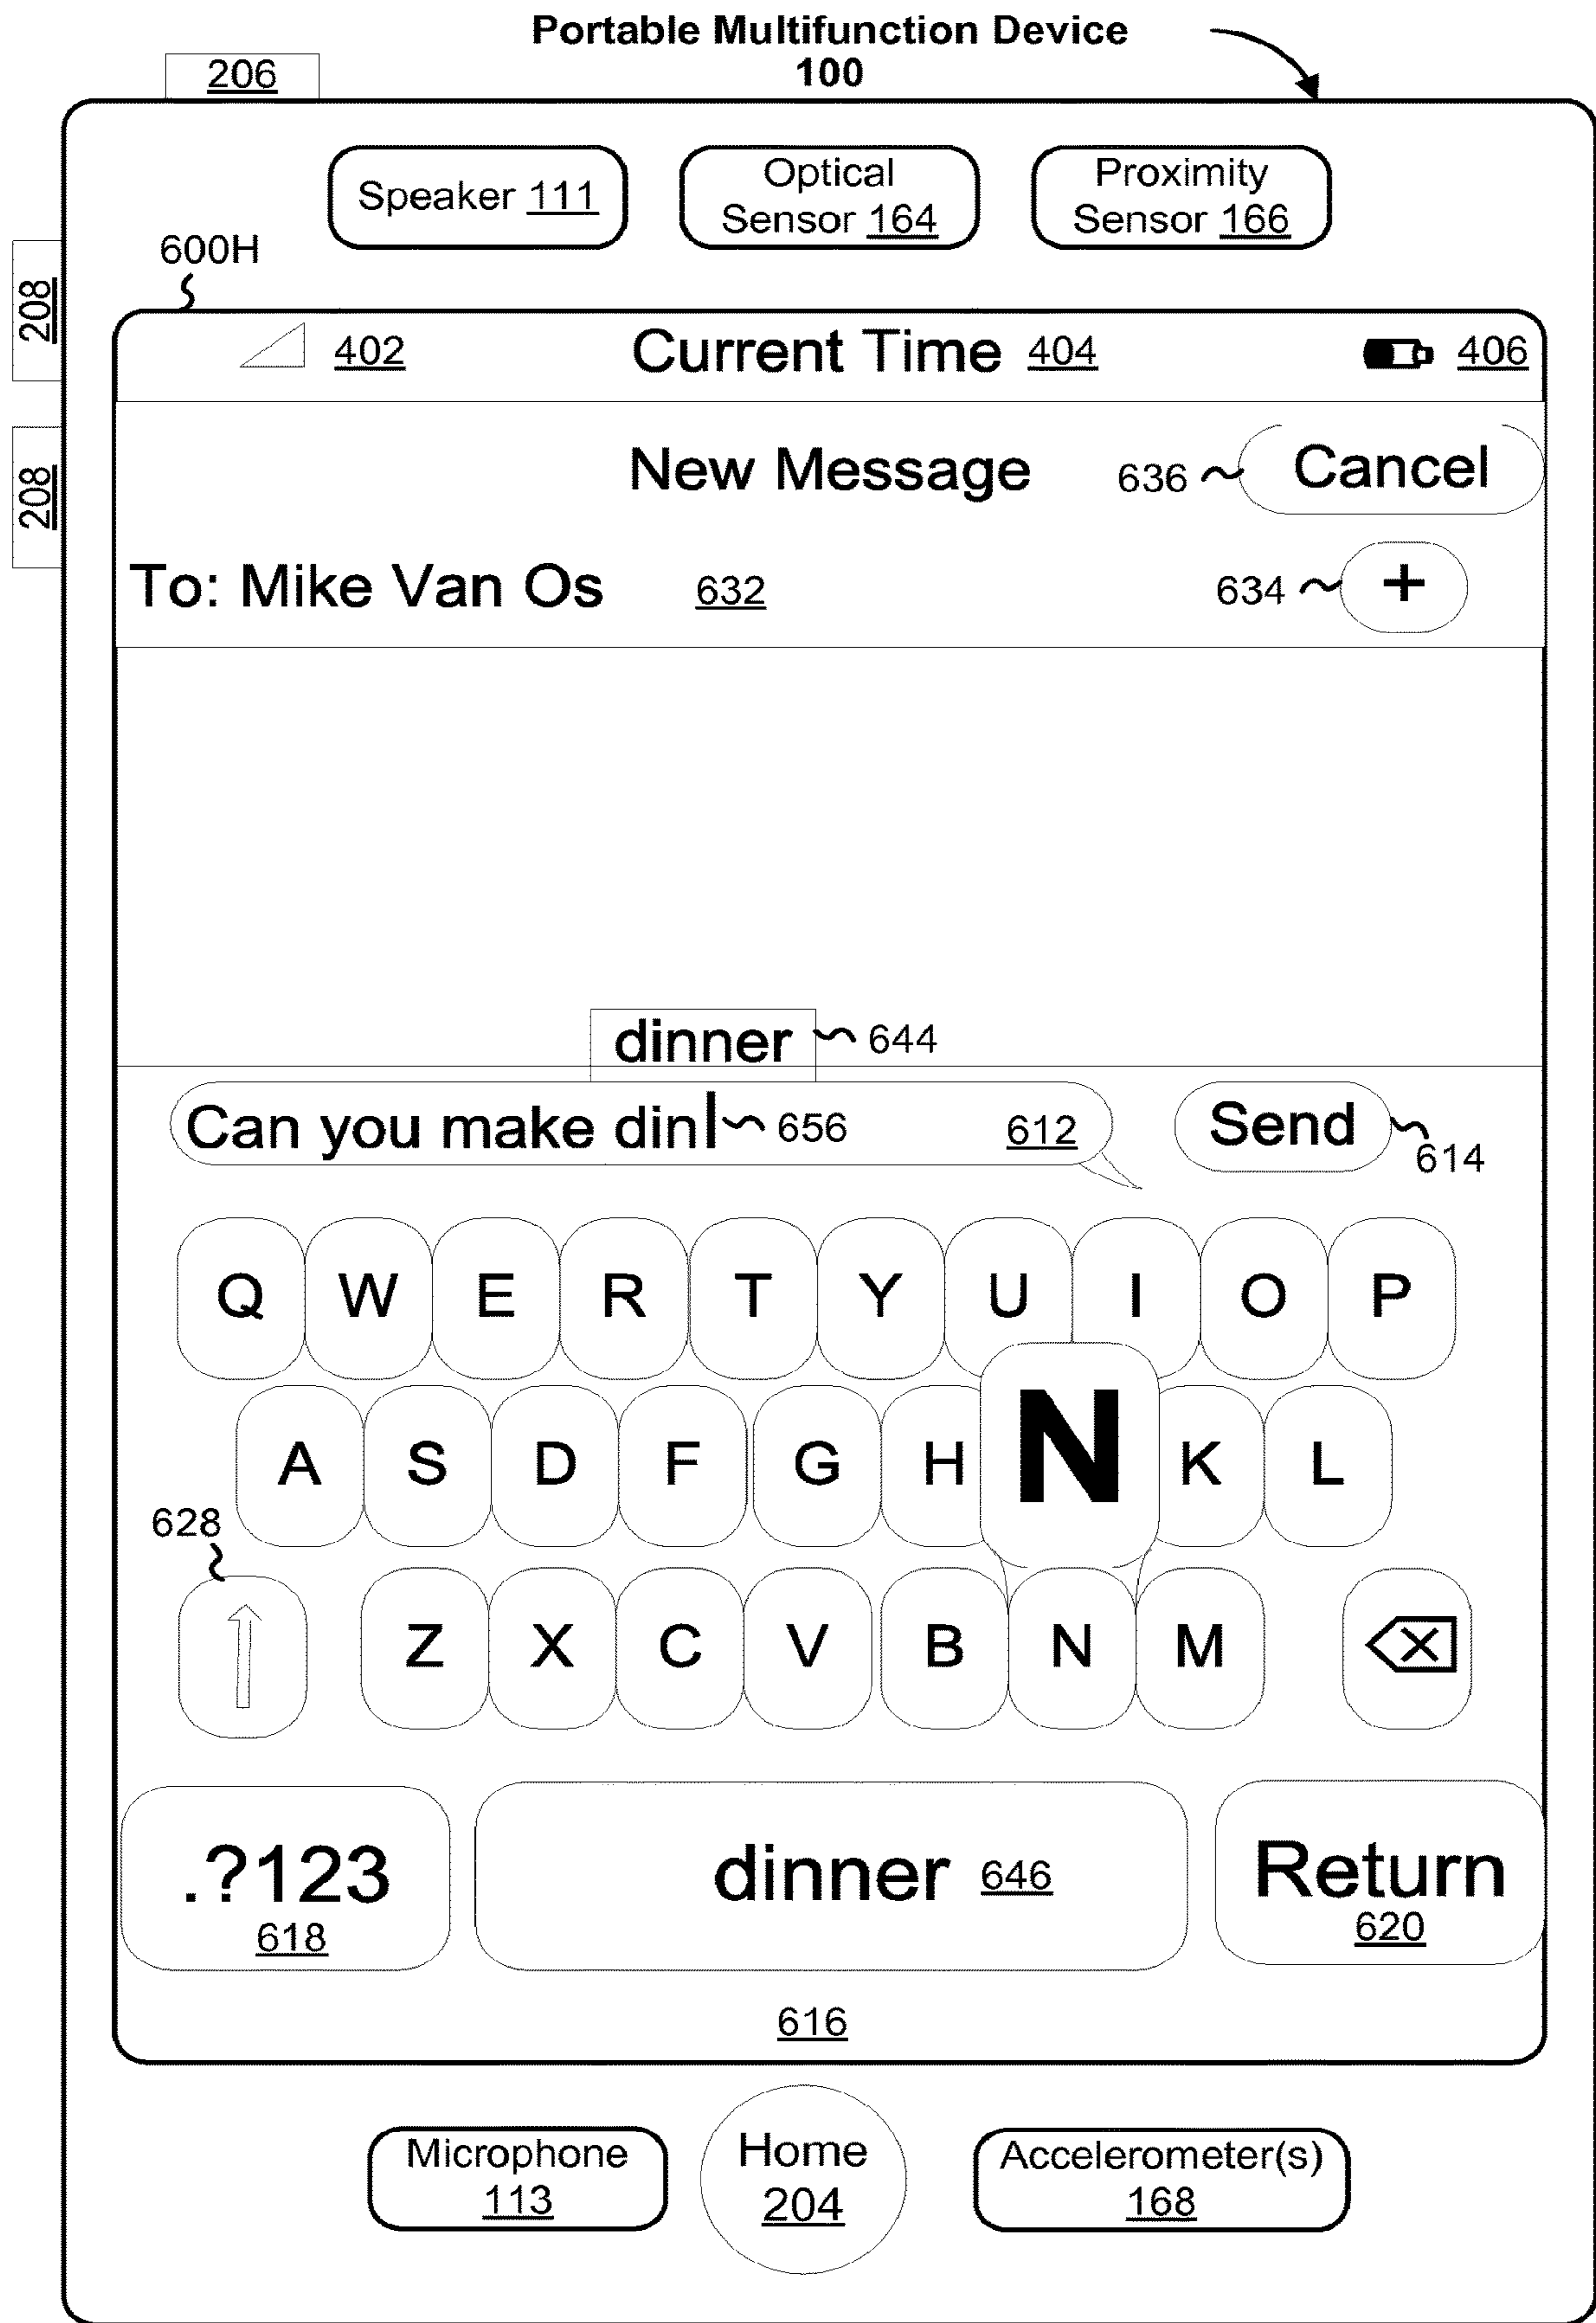 Portable Multifunction Device
100
206
Speaker 111
Optical
Sensor 164
Proximity
Sensor 166
600H
208
208
402
Current Time 404
406
New Message
636
Cancel
To: Mike Van Os
632
634
+
dinner
644
Can you make din
656
612
Send
614
Q W E R T Y U I O P
A S D F G H N K L
628
Z X C V B N M
.?123
618
dinner 646
Return
620
616
Microphone
113
Home
204
Accelerometer(s)
168